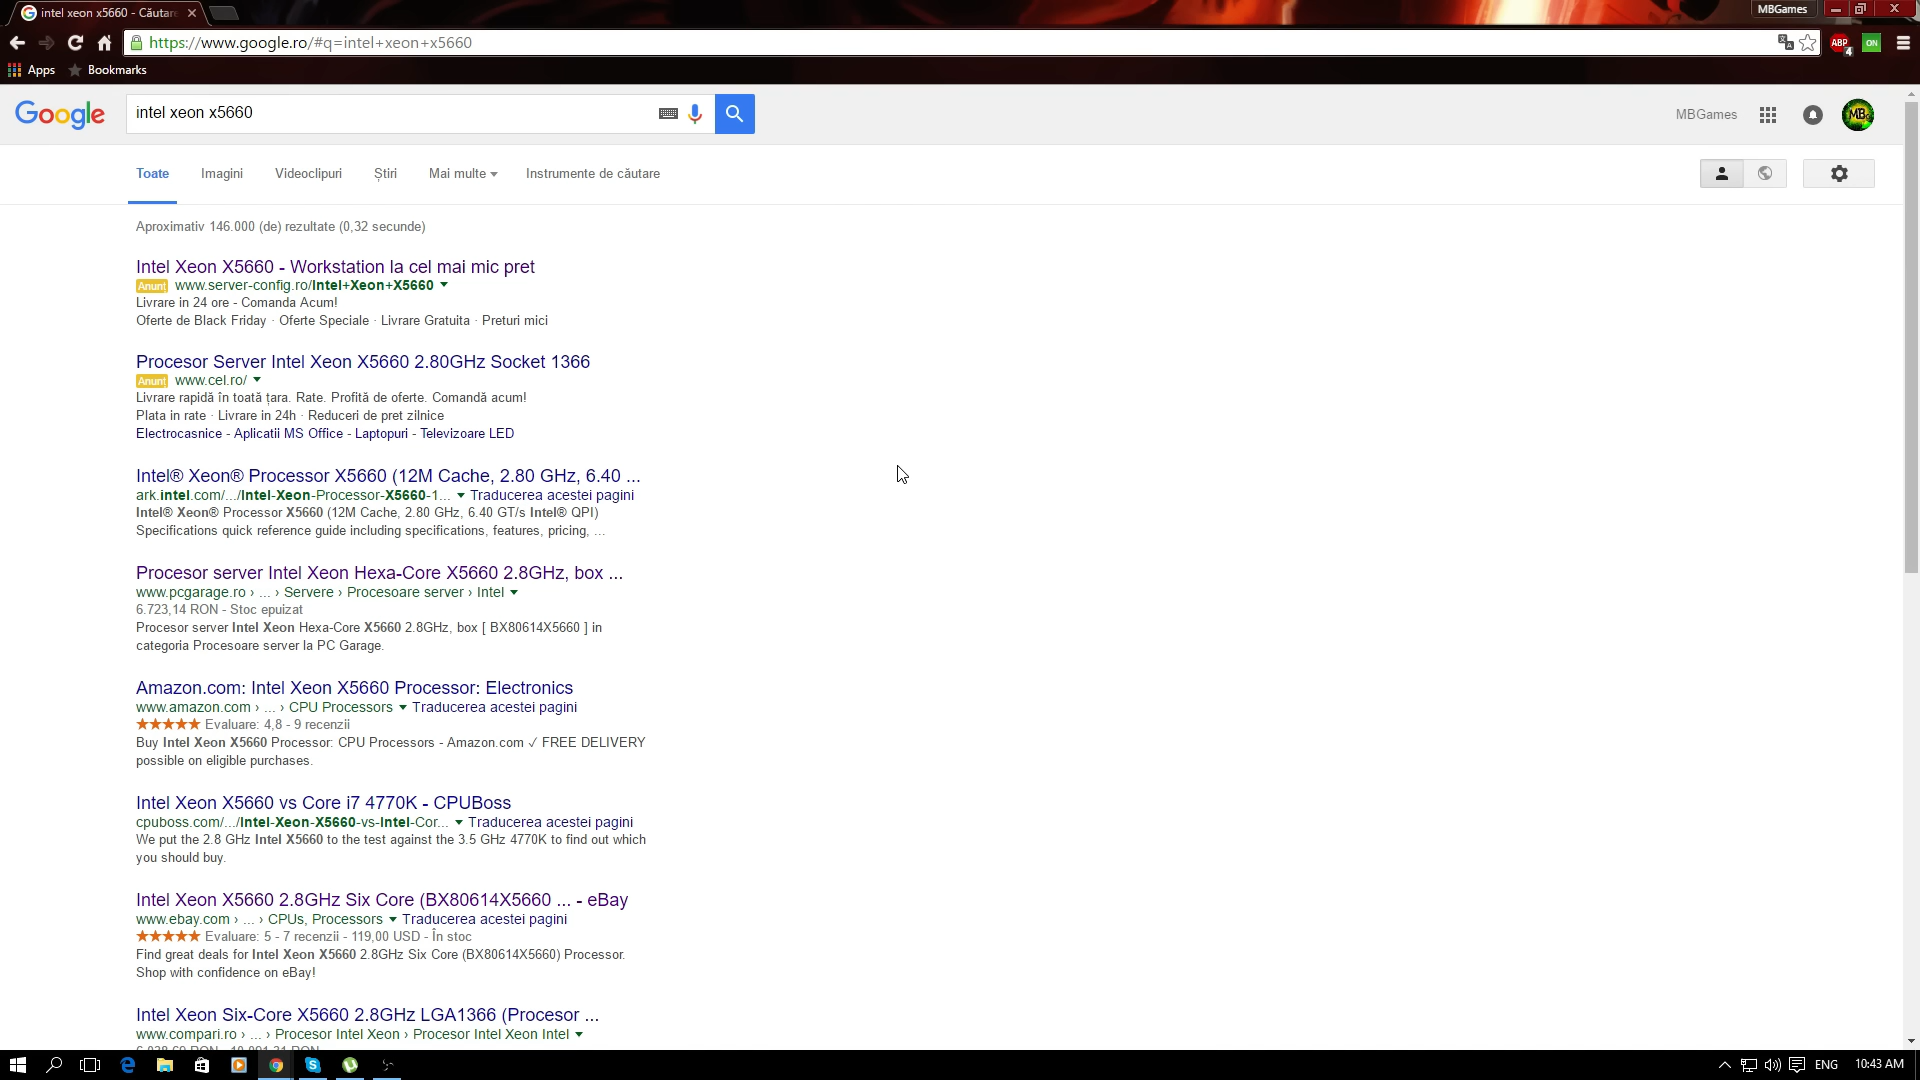 intel xeon x5660 - Căutar
MBGames
https://www.google.ro/#q=intel+xeon+x5660
ABP
4
ON
Apps
Bookmarks
Google
intel xeon x5660
MBGames
MB
Toate
Imagini
Videoclipuri
Știri
Mai multe
Instrumente de căutare
Aproximativ 146.000 (de) rezultate (0,32 secunde)
Intel Xeon X5660 - Workstation la cel mai mic pret
Anunț www.server-config.ro/Intel+Xeon+X5660
Livrare in 24 ore - Comanda Acum!
Oferte de Black Friday · Oferte Speciale · Livrare Gratuita · Preturi mici
Procesor Server Intel Xeon X5660 2.80GHz Socket 1366
Anunț www.cel.ro/
Livrare rapidă în toată țara. Rate. Profită de oferte. Comandă acum!
Plata in rate · Livrare in 24h · Reduceri de pret zilnice
Electrocasnice - Aplicatii MS Office - Laptopuri - Televizoare LED
Intel® Xeon® Processor X5660 (12M Cache, 2.80 GHz, 6.40 ...
ark.intel.com/.../Intel-Xeon-Processor-X5660-1... Traducerea acestei pagini
Intel® Xeon® Processor X5660 (12M Cache, 2.80 GHz, 6.40 GT/s Intel® QPI)
Specifications quick reference guide including specifications, features, pricing, ...
Procesor server Intel Xeon Hexa-Core X5660 2.8GHz, box ...
www.pcgarage.ro › ... › Servere › Procesoare server › Intel
6.723,14 RON - Stoc epuizat
Procesor server Intel Xeon Hexa-Core X5660 2.8GHz, box [ BX80614X5660 ] in
categoria Procesoare server la PC Garage.
Amazon.com: Intel Xeon X5660 Processor: Electronics
www.amazon.com › ... › CPU Processors Traducerea acestei pagini
Evaluare: 4,8 - 9 recenzii
Buy Intel Xeon X5660 Processor: CPU Processors - Amazon.com ✓ FREE DELIVERY
possible on eligible purchases.
Intel Xeon X5660 vs Core i7 4770K - CPUBoss
cpuboss.com/.../Intel-Xeon-X5660-vs-Intel-Cor... Traducerea acestei pagini
We put the 2.8 GHz Intel X5660 to the test against the 3.5 GHz 4770K to find out which
you should buy.
Intel Xeon X5660 2.8GHz Six Core (BX80614X5660 ... - eBay
www.ebay.com › ... › CPUs, Processors Traducerea acestei pagini
Evaluare: 5 - 7 recenzii - 119,00 USD - În stoc
Find great deals for Intel Xeon X5660 2.8GHz Six Core (BX80614X5660) Processor.
Shop with confidence on eBay!
Intel Xeon Six-Core X5660 2.8GHz LGA1366 (Procesor ...
www.compari.ro › ... › Procesor Intel Xeon › Procesor Intel Xeon Intel
ENG
10:43 AM